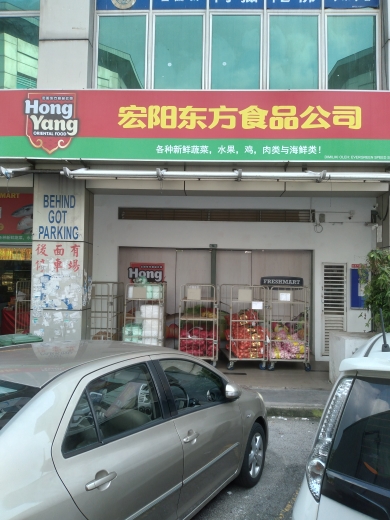 Hong
Yang
ORIENTAL FOOD
宏阳东方食品公司
各种新鲜蔬菜，水果，鸡，肉类与海鲜类！
BEHIND
GOT
PARKING
後面有
停車場
Hong
FRESHMART